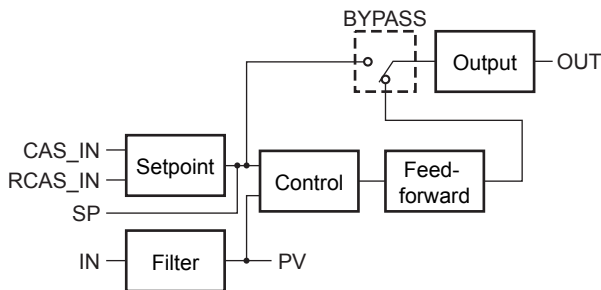 BYPASS
Output
OUT
CAS_IN
RCAS_IN
Setpoint
SP
Control
Feed-
forward
IN
Filter
PV